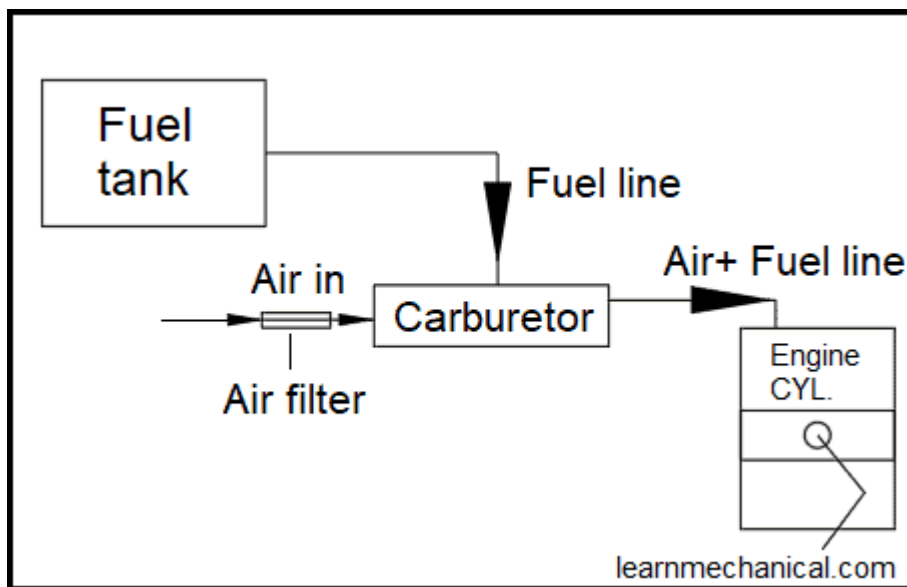 Fuel
tank
Fuel line
Air in
Air+ Fuel line
Carburetor
Air filter
Engine
CYL.
learnmechanical.com